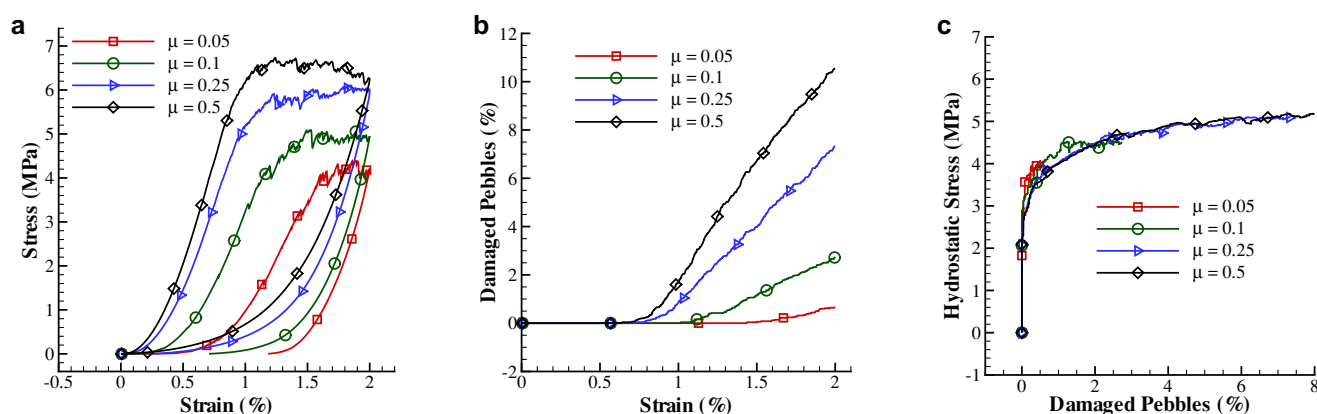 a
7
6
5
4
3
2
1
0
Stress (MPa)
-0.5
0
0.5
1
1.5
2
Strain (%)
μ = 0.05
μ = 0.1
μ = 0.25
μ = 0.5
b
12
10
8
6
4
2
0
-2
Damaged Pebbles (%)
0
0.5
1
1.5
2
Strain (%)
μ = 0.05
μ = 0.1
μ = 0.25
μ = 0.5
c
7
6
5
4
3
2
1
0
-1
Hydrostatic Stress (MPa)
0
2
4
6
8
Damaged Pebbles (%)
μ = 0.05
μ = 0.1
μ = 0.25
μ = 0.5